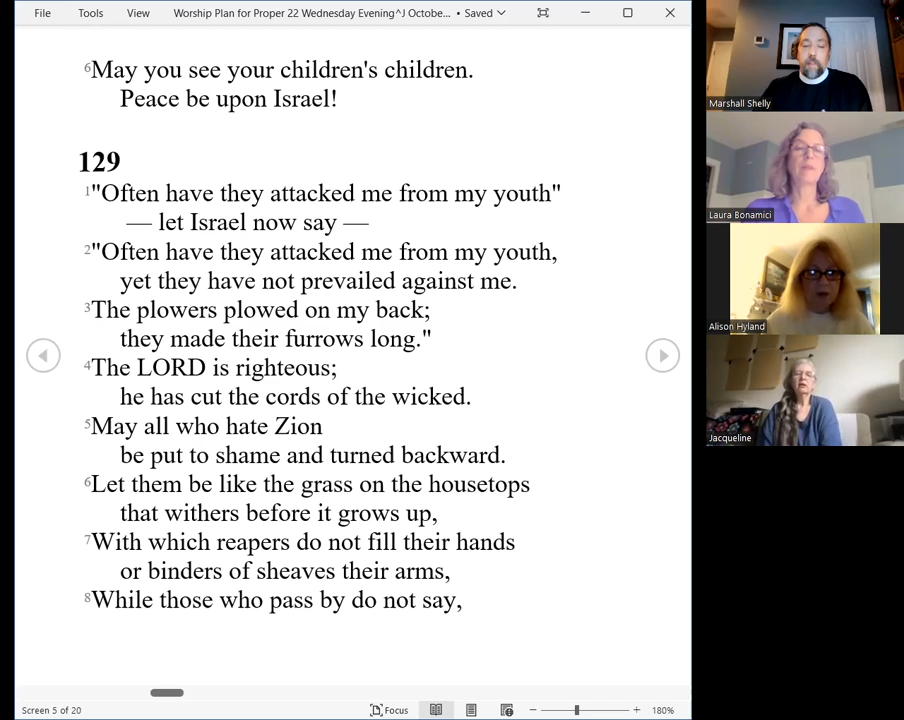 File Tools View Worship Plan for Proper 22 Wednesday Evening^J Octobe... • Saved
6May you see your children's children.
Peace be upon Israel!
129
1"Often have they attacked me from my youth"
— let Israel now say —
2"Often have they attacked me from my youth,
yet they have not prevailed against me.
3The plowers plowed on my back;
they made their furrows long."
4The LORD is righteous;
he has cut the cords of the wicked.
5May all who hate Zion
be put to shame and turned backward.
6Let them be like the grass on the housetops
that withers before it grows up,
7With which reapers do not fill their hands
or binders of sheaves their arms,
8While those who pass by do not say,
Screen 5 of 20 Focus 180%
Marshall Shelly
Laura Bonamici
Alison Hyland
Jacqueline